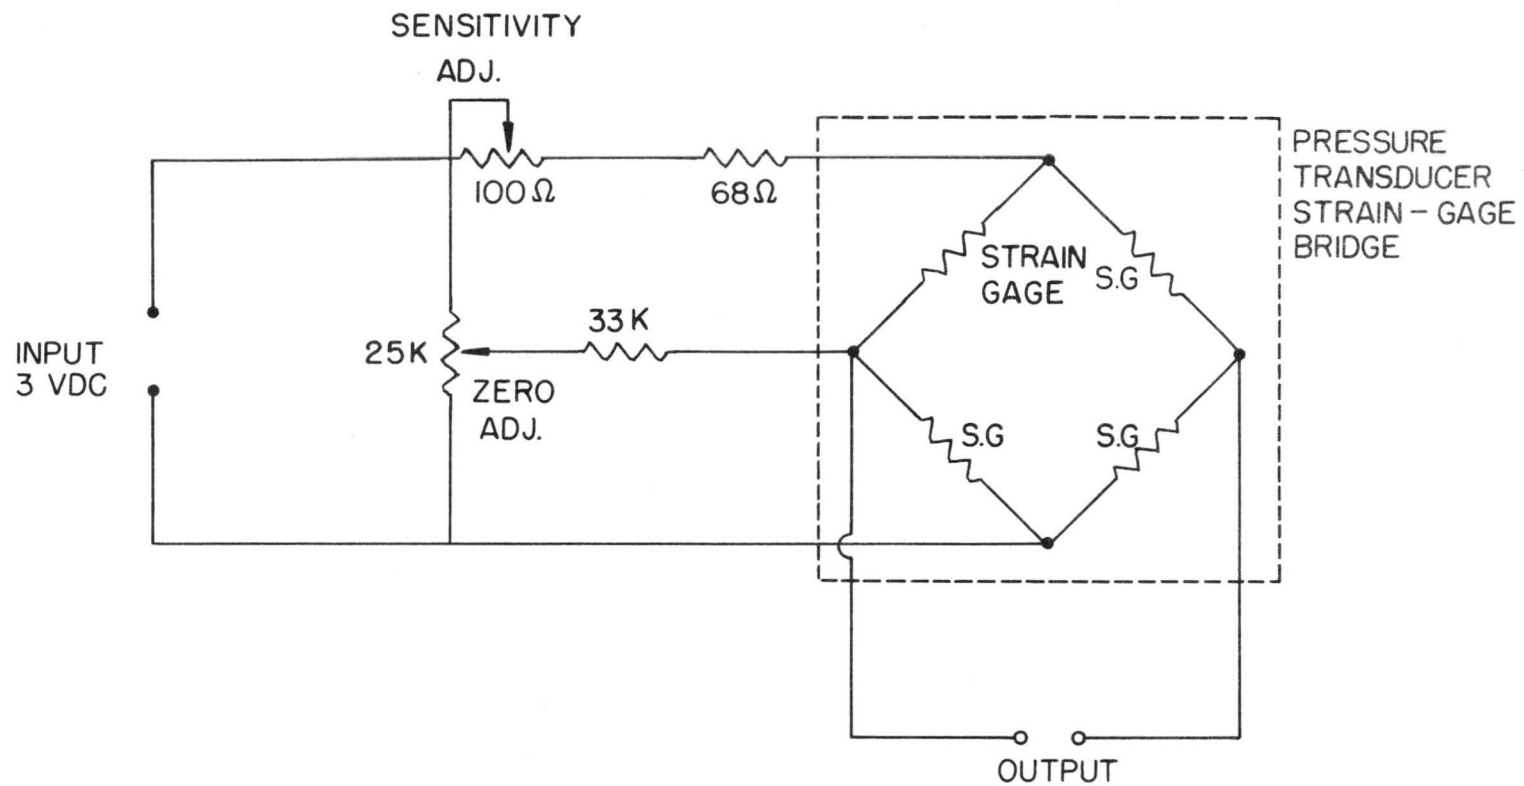 SENSITIVITY
ADJ.
100Ω
68Ω
PRESSURE
TRANSDUCER
STRAIN-GAGE
BRIDGE
STRAIN
GAGE
S.G
33K
25K
INPUT
3 VDC
ZERO
ADJ.
S.G
S.G
OUTPUT